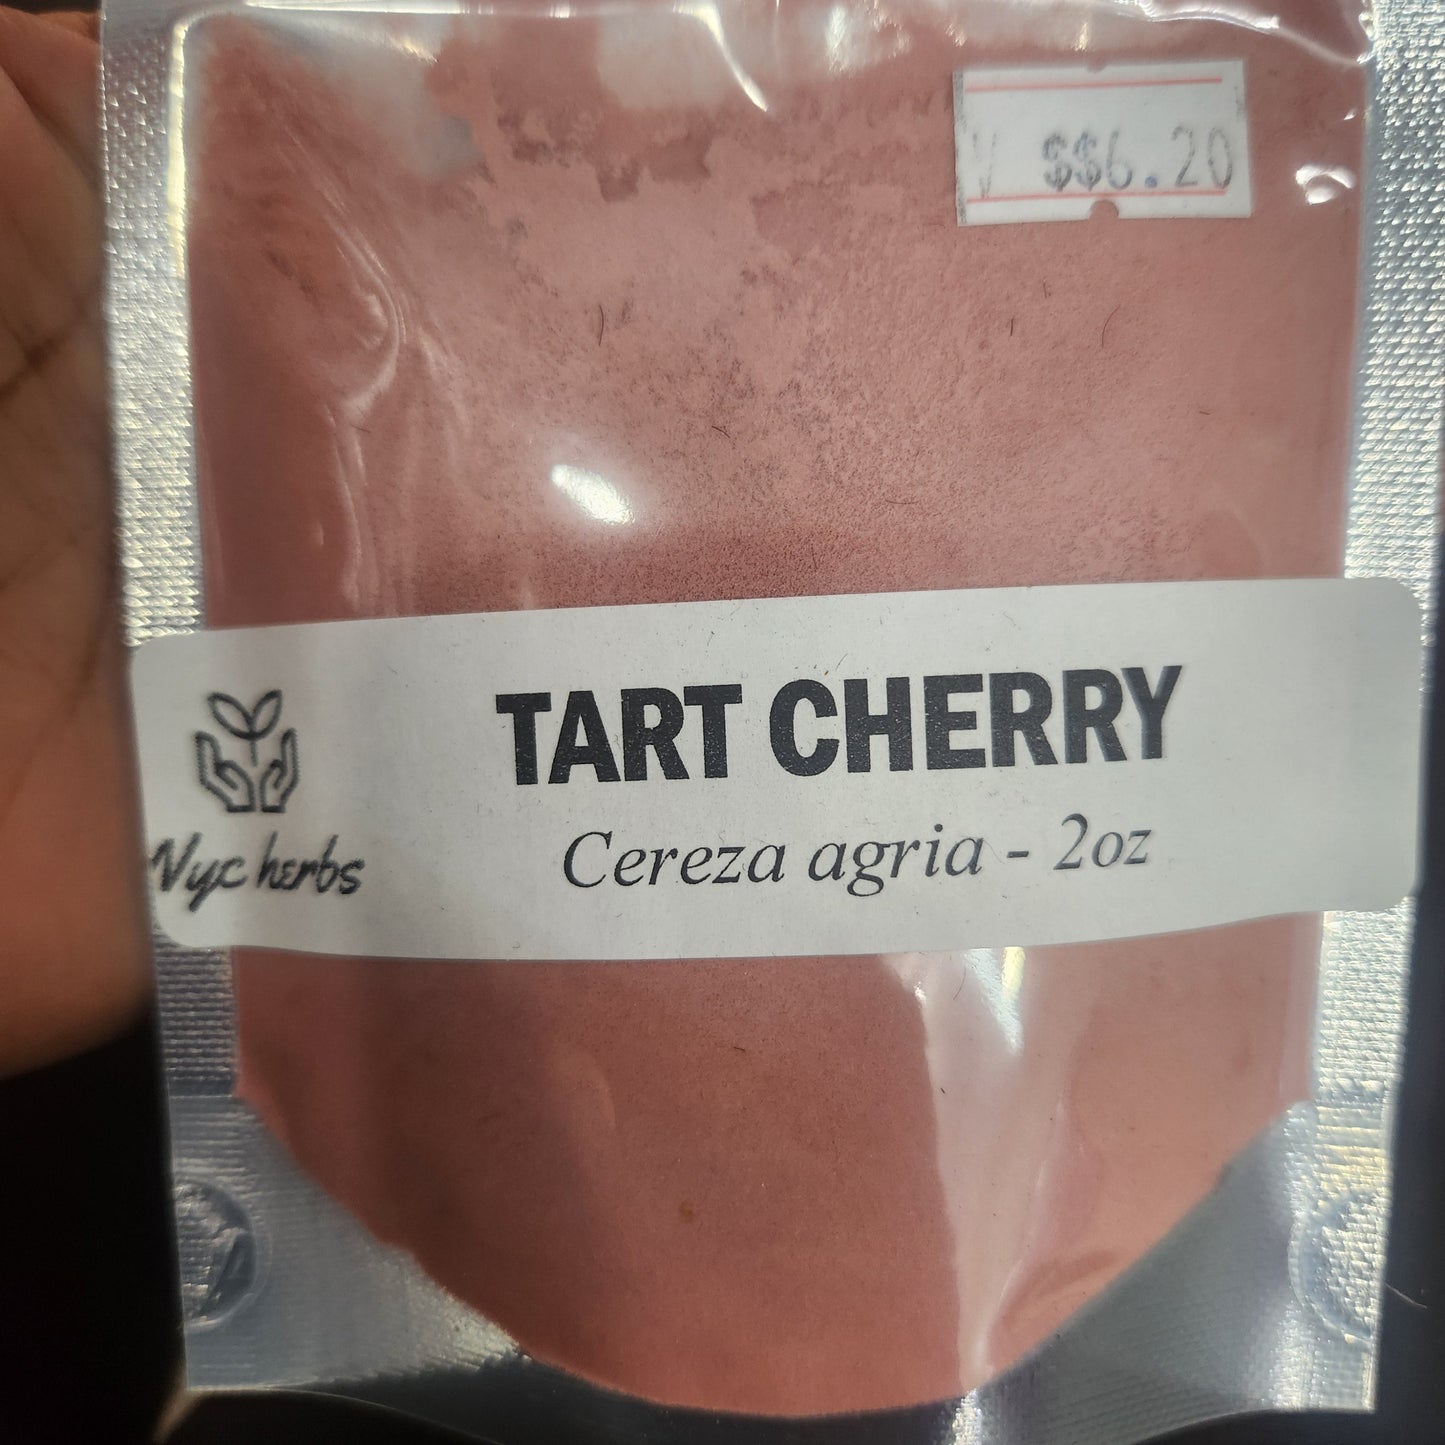 $$6.20
TART CHERRY
Cereza agria - 2oz
Nyc herbs